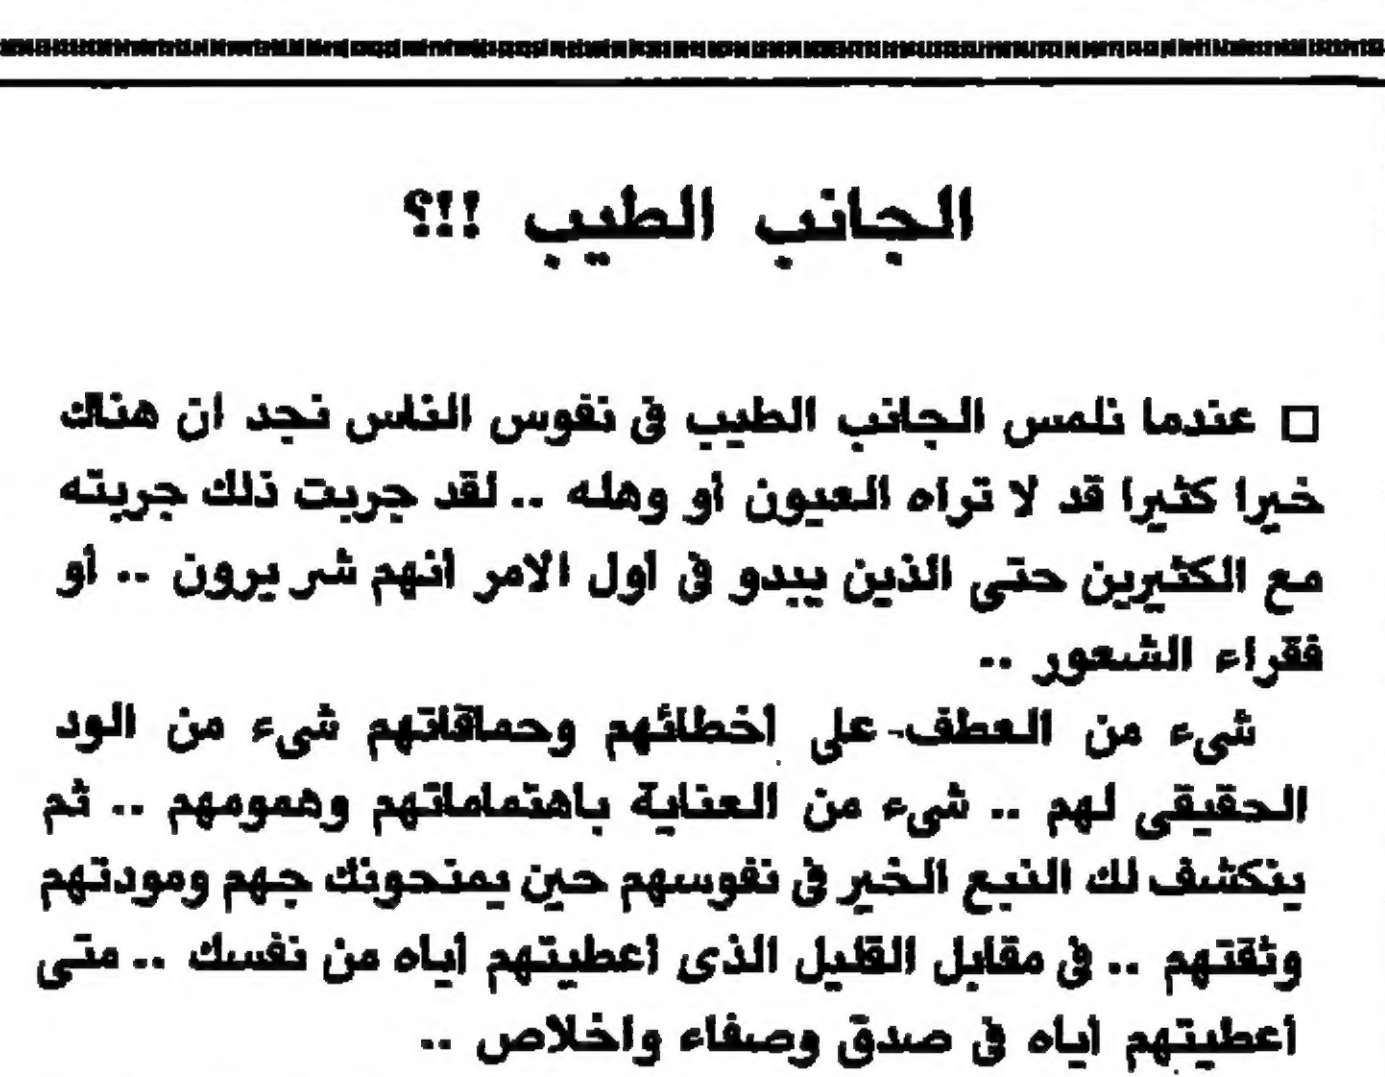 الجانب الطيب !!؟
□ عندما نلمس الجانب الطيب فى نفوس الناس نجد ان هناك
خيرا كثيرا قد لا تراه العيون أو وهله .. لقد جربت ذلك جربته
مع الكثيرين حتى الذين يبدو فى اول الامر انهم شريرون .. أو
فقراء الشعور ..
شىء من العطف على اخطائهم وحماقاتهم شىء من الود
الحقيقى لهم .. شىء من العناية باهتماماتهم وهمومهم .. ثم
ينكشف لك النبع الخير فى نفوسهم حين يمنحونك جهم ومودتهم
وثقتهم .. فى مقابل القليل الذى اعطيتهم اياه من نفسك .. متى
اعطيتهم اياه فى صدق وصفاء واخلاص ..